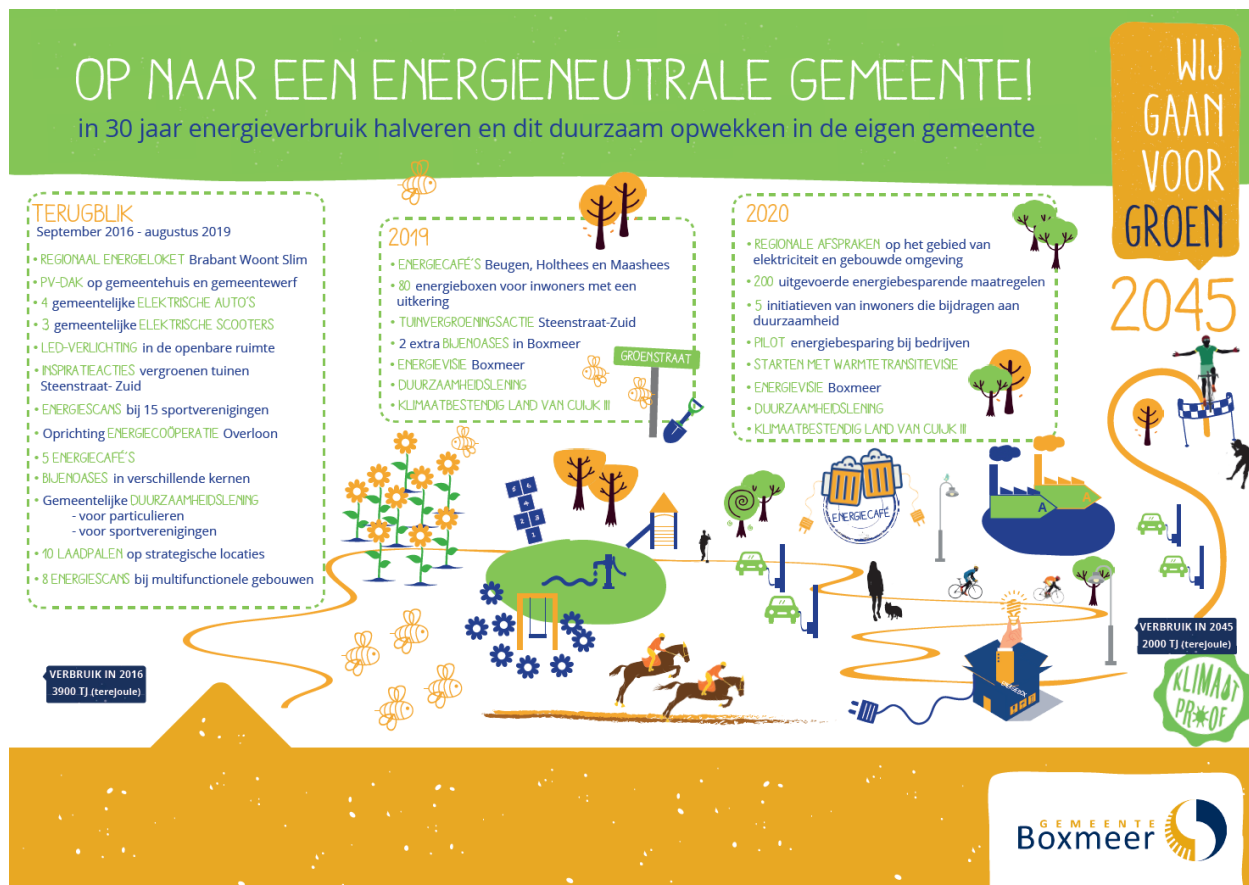 OP NAAR EEN ENERGIENEUTRALE GEMEENTE!
in 30 jaar energieverbruik halveren en dit duurzaam opwekken in de eigen gemeente
WIJ
GAAN
VOOR
GROEN
2045
TERUGBLIK
September 2016 - augustus 2019
• REGIONAAL ENERGIELOKET Brabant Woont Slim
• PV-DAK op gemeentehuis en gemeentewerf
• 4 gemeentelijke ELEKTRISCHE AUTO'S
• 3 gemeentelijke ELEKTRISCHE SCOOTERS
• LED-VERLICHTING in de openbare ruimte
• INSPIRATIEACTIES vergroenen tuinen
Steenstraat- Zuid
• ENERGIESCANS bij 15 sportverenigingen
• Oprichting ENERGIECOÖPERATIE Overloon
• 5 ENERGIECAFÉ'S
• BIJENOASES in verschillende kernen
• Gemeentelijke DUURZAAMHEIDSLENING
- voor particulieren
- voor sportverenigingen
• 10 LAADPALEN op strategische locaties
• 8 ENERGIESCANS bij multifunctionele gebouwen
2019
• ENERGIECAFÉ'S Beugen, Holthees en Maashees
• 80 energieboxen voor inwoners met een
uitkering
• TUINVERGROENINGSACTIE Steenstraat-Zuid
• 2 extra BIJENOASES in Boxmeer
• ENERGIEVISIE Boxmeer
• DUURZAAMHEIDSLENING
• KLIMAATBESTENDIG LAND VAN CUIJK III
GROENSTRAAT
2020
• REGIONALE AFSPRAKEN op het gebied van
elektriciteit en gebouwde omgeving
• 200 uitgevoerde energiebesparende maatregelen
• 5 initiatieven van inwoners die bijdragen aan
duurzaamheid
• PILOT energiebesparing bij bedrijven
• STARTEN MET WARMTETRANSITIEVISIE
• ENERGIEVISIE Boxmeer
• DUURZAAMHEIDSLENING
• KLIMAATBESTENDIG LAND VAN CUIJK III
ENERGIECAFÉ
A
A
VERBRUIK IN 2016
3900 TJ (terejoule)
VERBRUIK IN 2045
2000 TJ (terejoule)
KLIMAAT
PROOF
GEMEENTE
Boxmeer